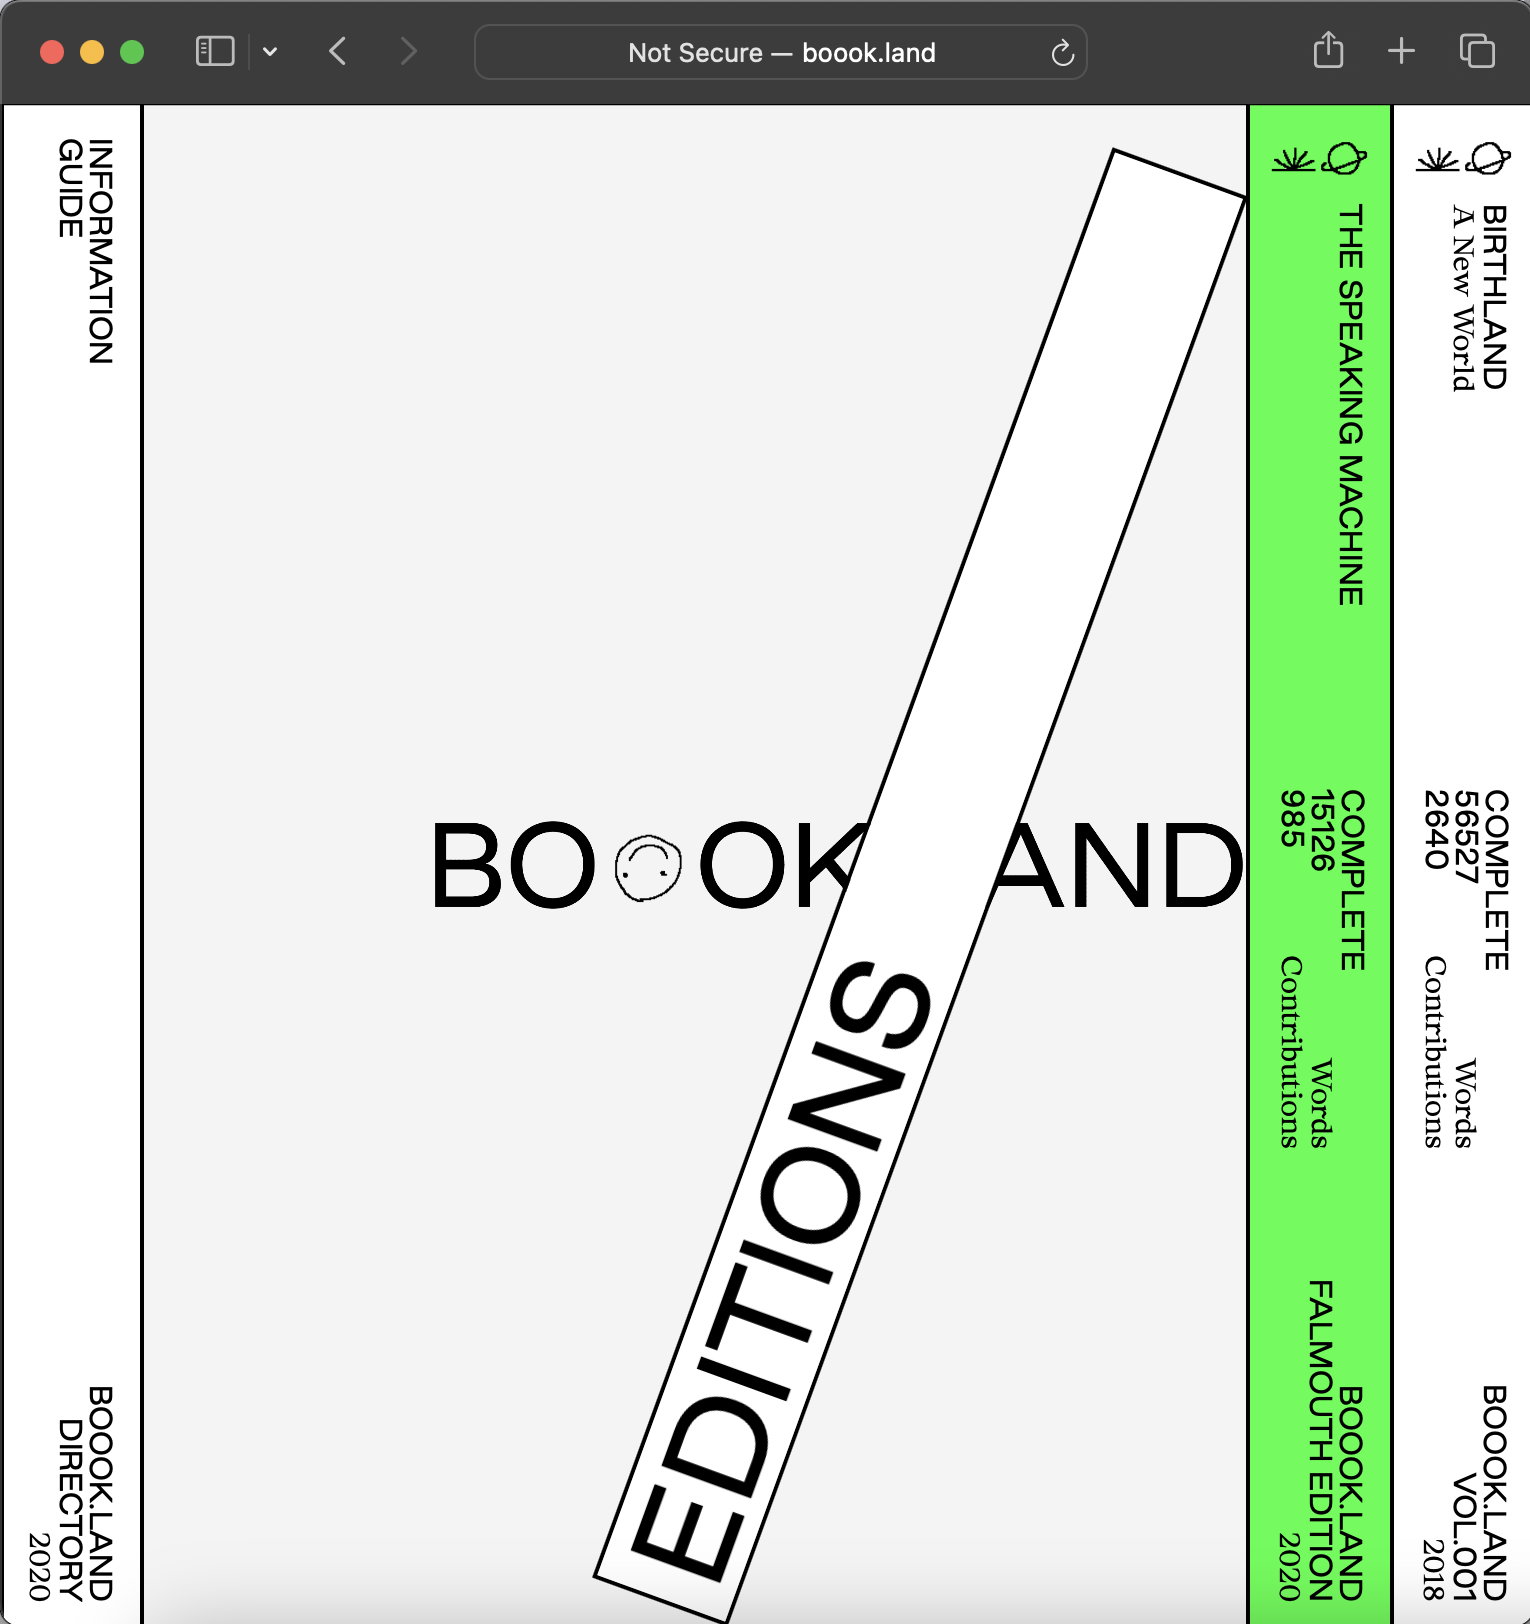 Not Secure — boook.land
INFORMATION
GUIDE
BOOOK.LAND
DIRECTORY
2020
BO OK AND
EDITIONS
THE SPEAKING MACHINE
COMPLETE
15126 Words
985 Contributions
BOOOK.LAND
FALMOUTH EDITION
2020
BIRTHLAND
A New World
COMPLETE
56527 Words
2640 Contributions
BOOOK.LAND
VOL.001
2018